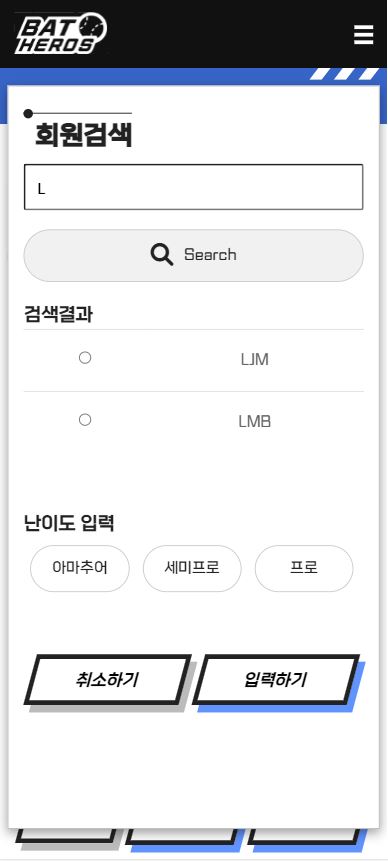 BAT
HEROS
회원검색
L
Search
검색결과
LJM
LMB
난이도 입력
아마추어 세미프로 프로
취소하기 입력하기